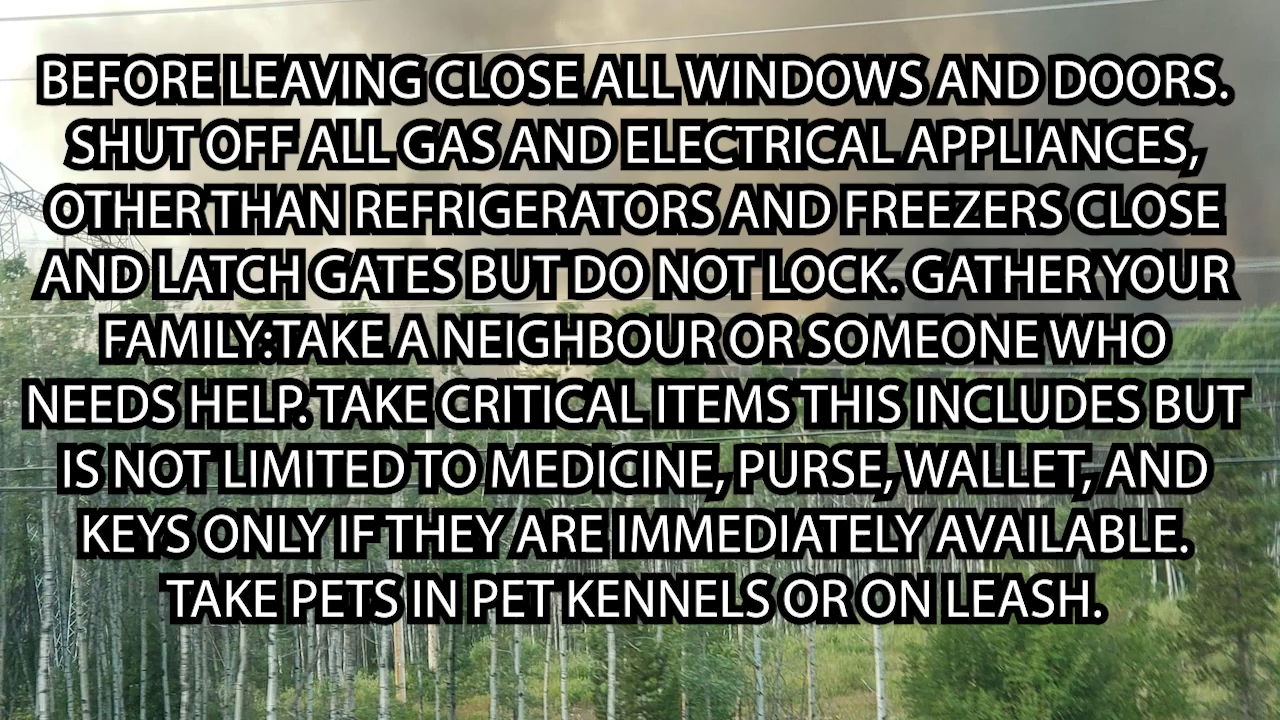 BEFORE LEAVING CLOSE ALL WINDOWS AND DOORS.
SHUT OFF ALL GAS AND ELECTRICAL APPLIANCES,
OTHER THAN REFRIGERATORS AND FREEZERS CLOSE
AND LATCH GATES BUT DO NOT LOCK. GATHER YOUR
FAMILY:TAKE A NEIGHBOUR OR SOMEONE WHO
NEEDS HELP. TAKE CRITICAL ITEMS THIS INCLUDES BUT
IS NOT LIMITED TO MEDICINE, PURSE, WALLET, AND
KEYS ONLY IF THEY ARE IMMEDIATELY AVAILABLE.
TAKE PETS IN PET KENNELS OR ON LEASH.